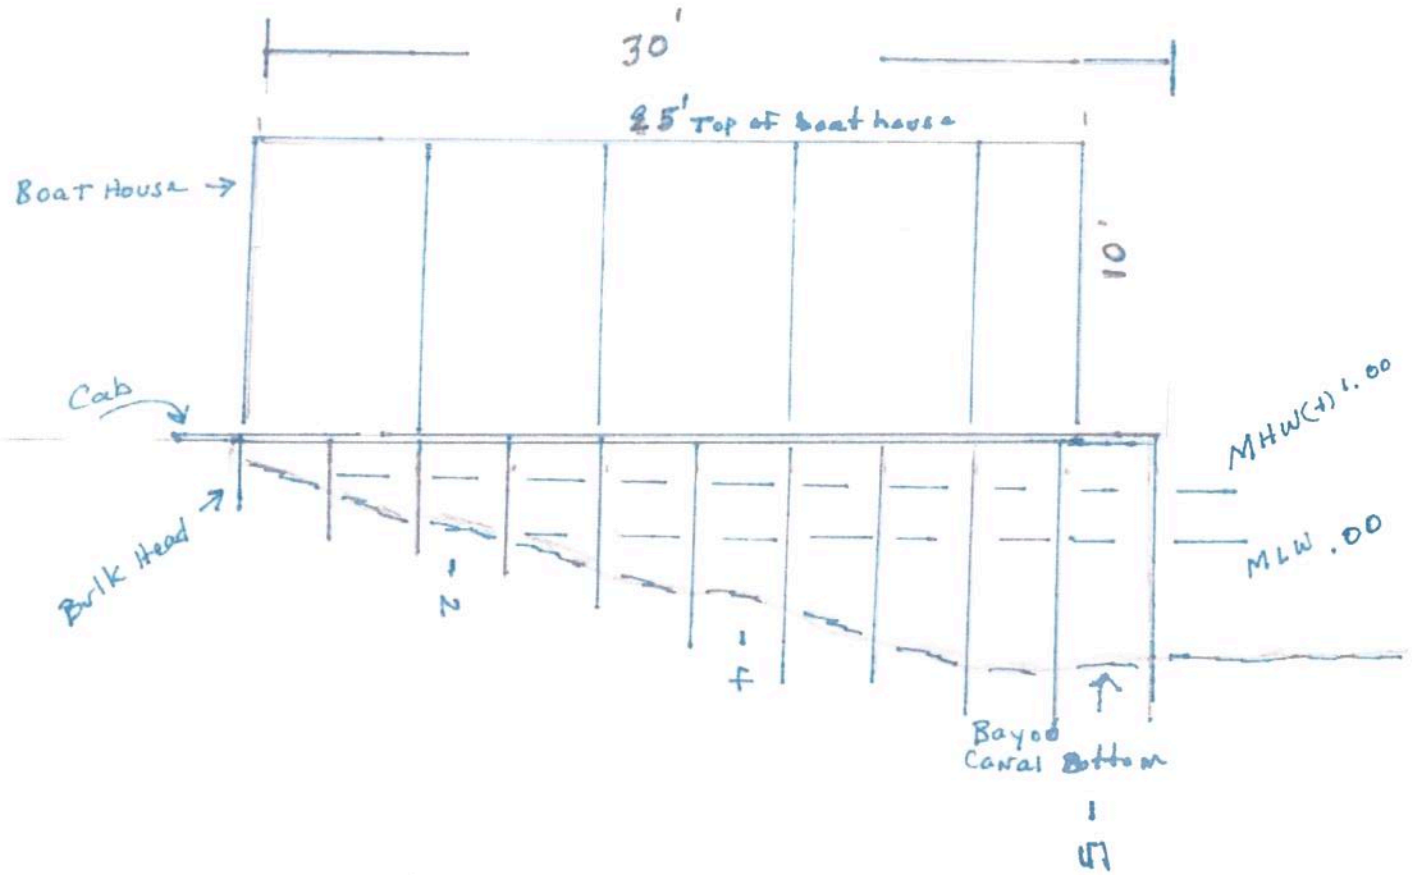 30'
25' Top of boat house
Boat House →
10'
Cab
MHW(+) 1.00
Bulk Head
MLW .00
-2
-4
Bayou
Canal Bottom
-5